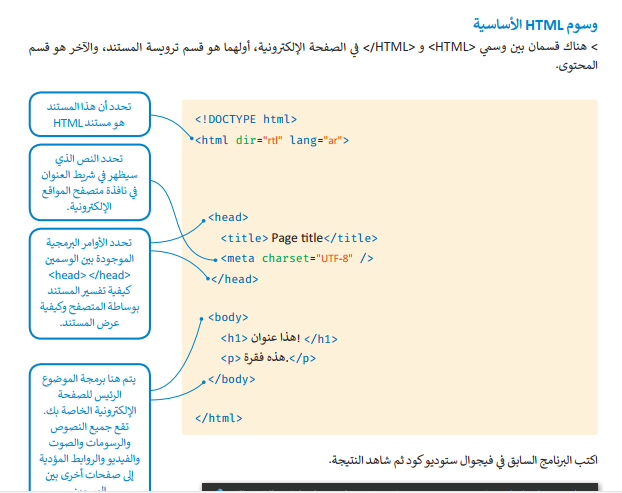 وسوم HTML الأساسية
> هناك قسمان بين وسمي <HTML> و <HTML/> في الصفحة الإلكترونية، أولهما هو قسم ترويسة المستند، والآخر هو قسم
المحتوى.
تحدد أن هذا المستند
هو مستند HTML
<!DOCTYPE html>
<html dir="rtl" lang="ar">
تحدد النص الذي
سيظهر في شريط العنوان
في نافذة متصفح المواقع
الإلكترونية.
<head>
<title> Page title</title>
<meta charset="UTF-8" />
</head>
تحدد الأوامر البرمجية
الموجودة بين الوسمين
<head> </head>
كيفية تفسير المستند
بوساطة المتصفح وكيفية
عرض المستند.
<body>
<h1> هذا عنوان! </h1>
<p> هذه فقرة.</p>
</body>
</html>
يتم هنا برمجة الموضوع
الرئيس للصفحة
الإلكترونية الخاصة بك.
تقع جميع النصوص
والرسومات والصوت
والفيديو والروابط المؤدية
إلى صفحات أخرى بين
اكتب البرنامج السابق في فيجوال ستوديو كود ثم شاهد النتيجة.